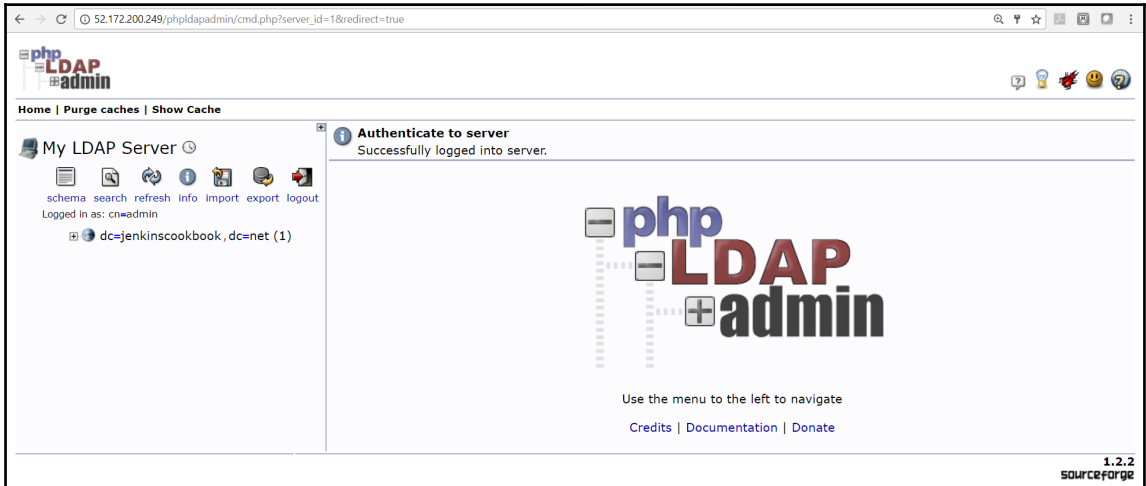 52.172.200.249/phpldapadmin/cmd.php?server_id=1&redirect=true
php
LDAP
admin
Home | Purge caches | Show Cache
My LDAP Server
schema search refresh info import export logout
Logged in as: cn=admin
dc=jenkinscookbook,dc=net (1)
Authenticate to server
Successfully logged into server.
php
LDAP
admin
Use the menu to the left to navigate
Credits | Documentation | Donate
1.2.2
sourceforge